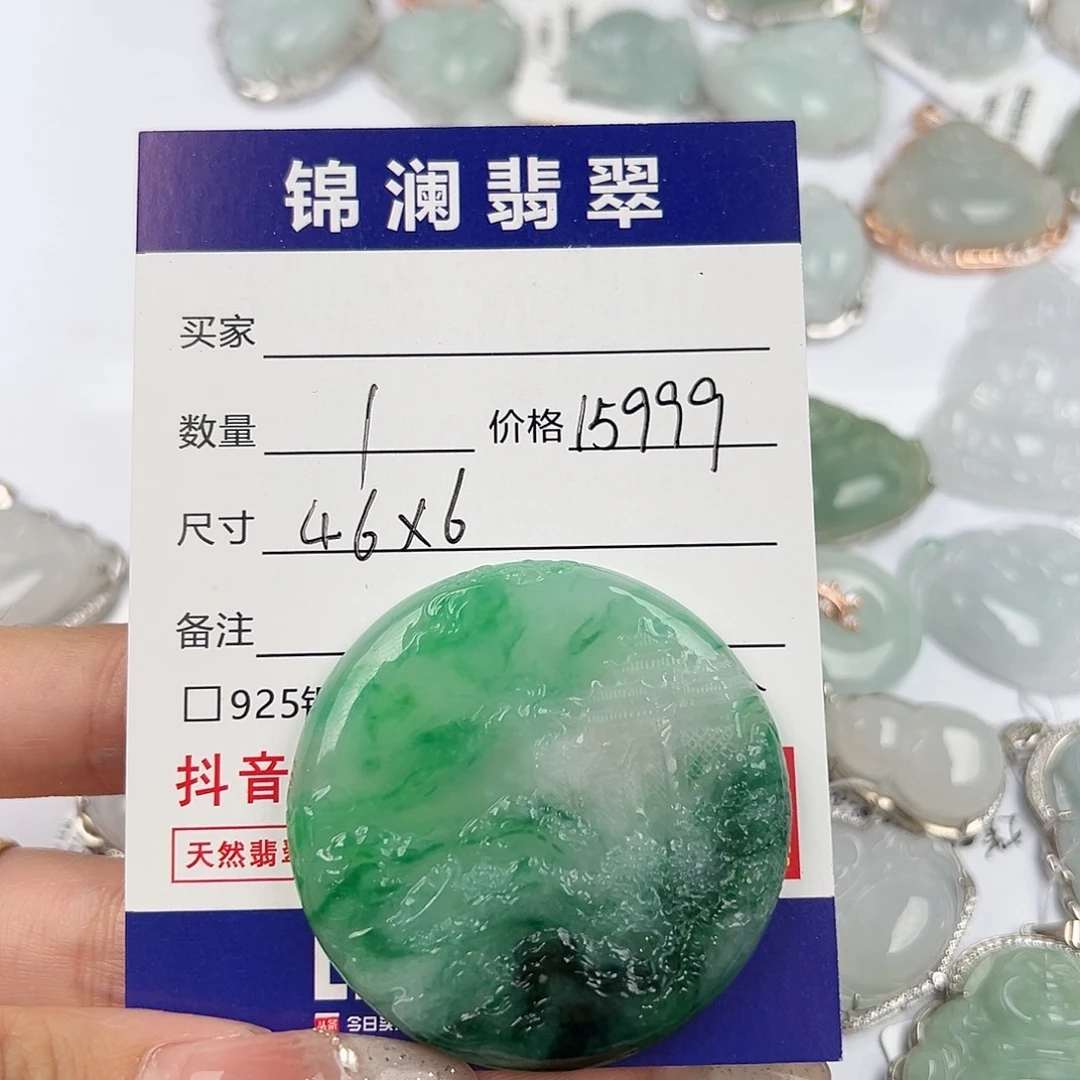 锦澜翡翠
买家
数量 1 价格 15999
尺寸 46x6
备注
925
抖音
天然翡
今日